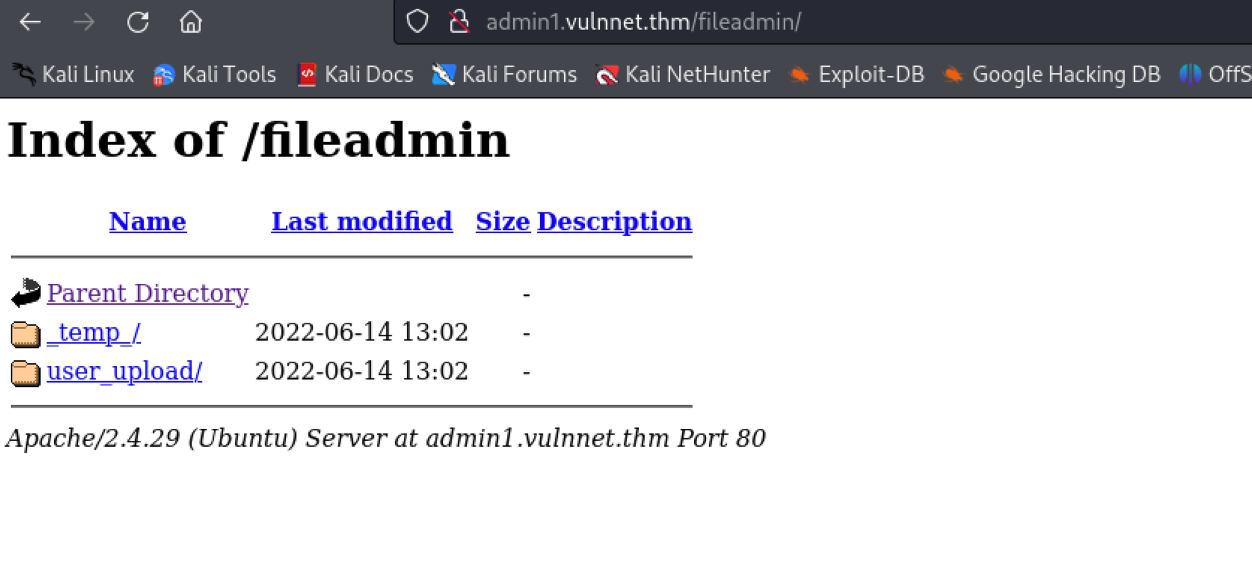 admin1.vulnnet.thm/fileadmin/
Kali Linux Kali Tools Kali Docs Kali Forums Kali NetHunter Exploit-DB Google Hacking DB OffS
Index of /fileadmin
Name Last modified Size Description
Parent Directory -
_temp_/ 2022-06-14 13:02 -
user_upload/ 2022-06-14 13:02 -
Apache/2.4.29 (Ubuntu) Server at admin1.vulnnet.thm Port 80